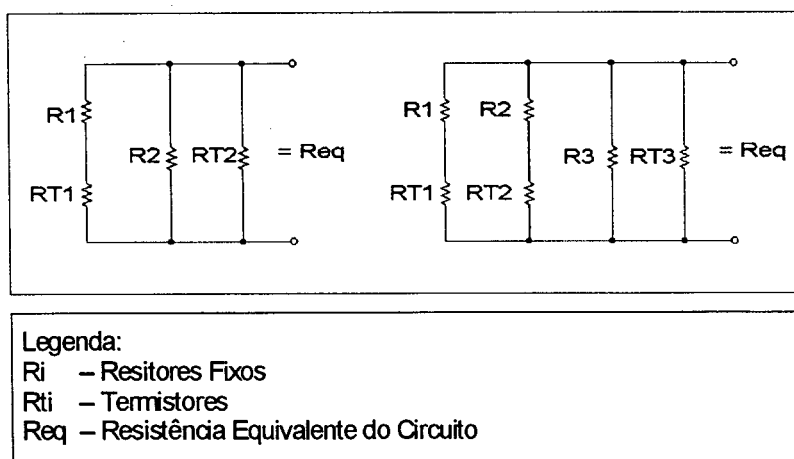 R1
R2
RT2
= Req
RT1
R1
R2
R3
RT3
= Req
RT1
RT2
Legenda:
Ri – Resitores Fixos
Rti – Termistores
Req – Resistência Equivalente do Circuito